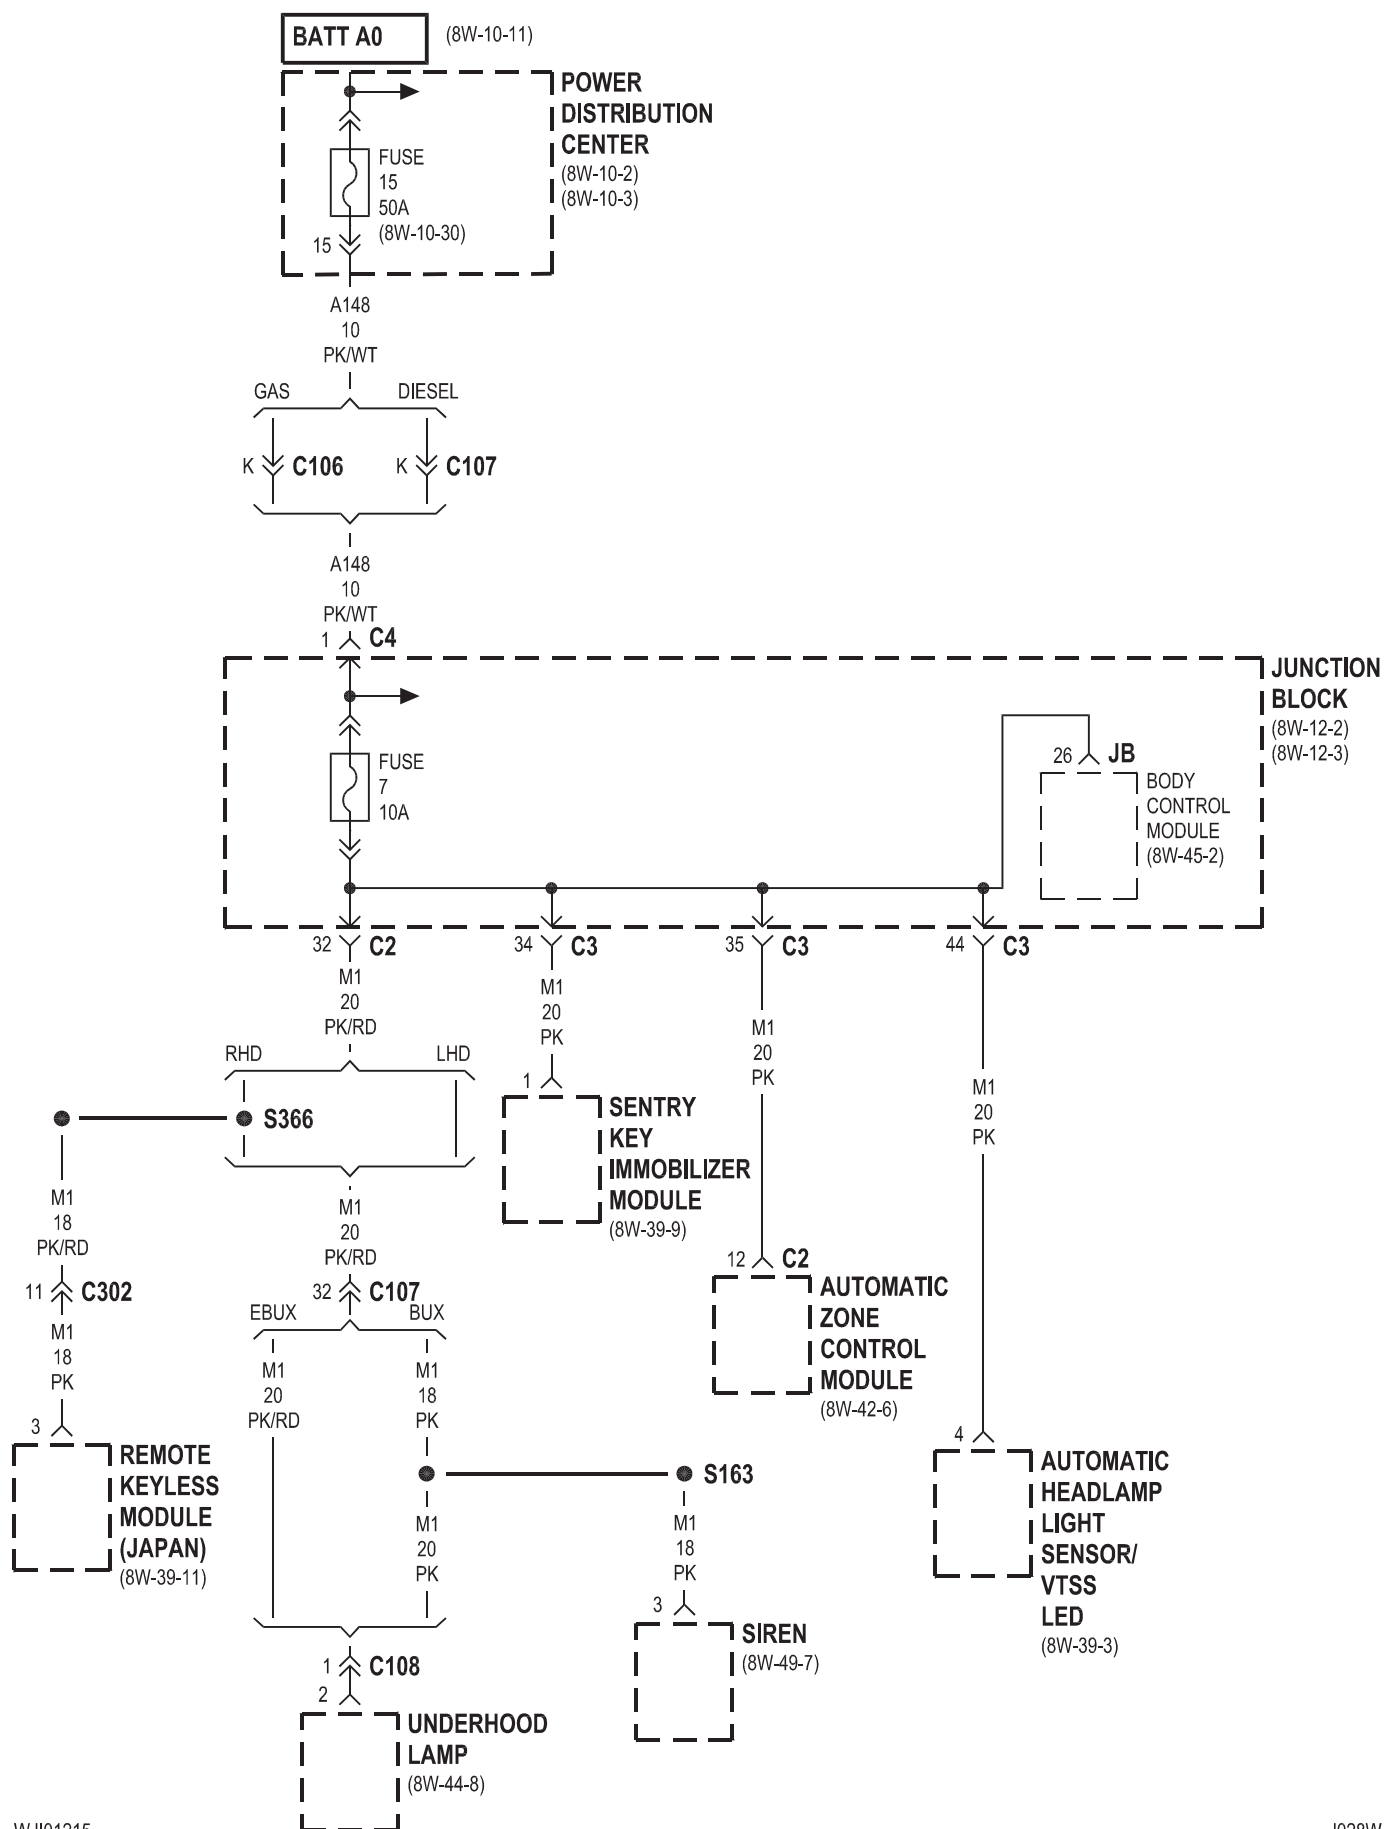 BATT A0
(8W-10-11)
POWER
DISTRIBUTION
CENTER
(8W-10-2)
(8W-10-3)
FUSE
15
50A
(8W-10-30)
15
A148
10
PK/WT
GAS
DIESEL
K
C106
K
C107
A148
10
PK/WT
1
C4
JUNCTION
BLOCK
(8W-12-2)
(8W-12-3)
26
JB
BODY
CONTROL
MODULE
(8W-45-2)
FUSE
7
10A
32
C2
34
C3
35
C3
44
C3
M1
20
PK/RD
M1
20
PK
M1
20
PK
M1
20
PK
RHD
LHD
S366
1
SENTRY
KEY
IMMOBILIZER
MODULE
(8W-39-9)
M1
18
PK/RD
M1
20
PK/RD
11
C302
32
C107
12
C2
AUTOMATIC
ZONE
CONTROL
MODULE
(8W-42-6)
M1
18
PK
EBUX
BUX
M1
20
PK/RD
M1
18
PK
3
REMOTE
KEYLESS
MODULE
(JAPAN)
(8W-39-11)
S163
4
AUTOMATIC
HEADLAMP
LIGHT
SENSOR/
VTSS
LED
(8W-39-3)
M1
20
PK
M1
18
PK
3
SIREN
(8W-49-7)
1
C108
2
UNDERHOOD
LAMP
(8W-44-8)